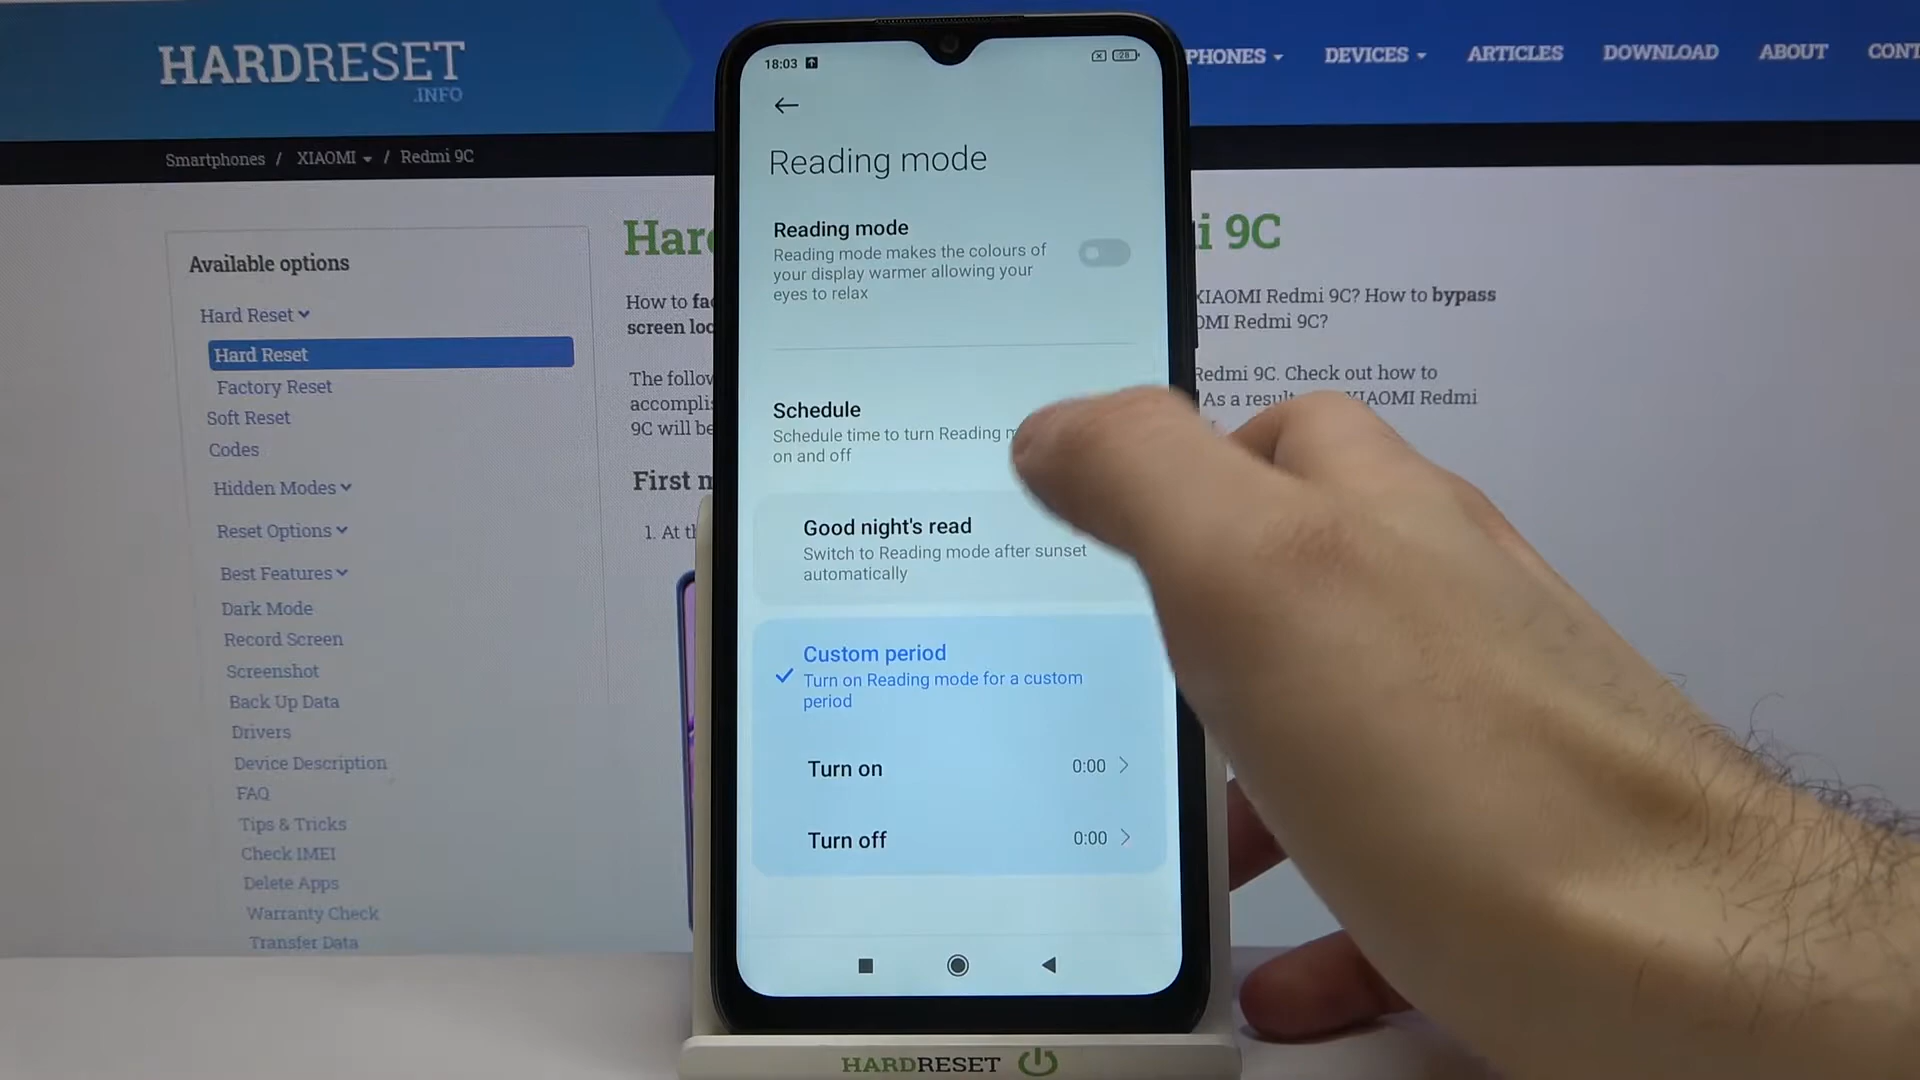 HARDRESET
.INFO
PHONES
DEVICES
ARTICLES
DOWNLOAD
ABOUT
CONT
Smartphones / XIAOMI / Redmi 9C
Available options
Hard Reset
Hard Reset
Factory Reset
Soft Reset
Codes
Hidden Modes
Reset Options
Best Features
Dark Mode
Record Screen
Screenshot
Back Up Data
Drivers
Device Description
FAQ
Tips & Tricks
Check IMEI
Delete Apps
Warranty Check
Transfer Data
i 9C
How to
screen
XIAOMI Redmi 9C? How to bypass
Redmi 9C?
The
Redmi 9C. Check out how to
As a result XIAOMI Redmi
9C will be
First
1. At
18:03
28
Reading mode
Reading mode
Reading mode makes the colours of
your display warmer allowing your
eyes to relax
Schedule
Schedule time to turn Reading
on and off
Good night's read
Switch to Reading mode after sunset
automatically
Custom period
Turn on Reading mode for a custom
period
Turn on 0:00
Turn off 0:00
HARDRESET